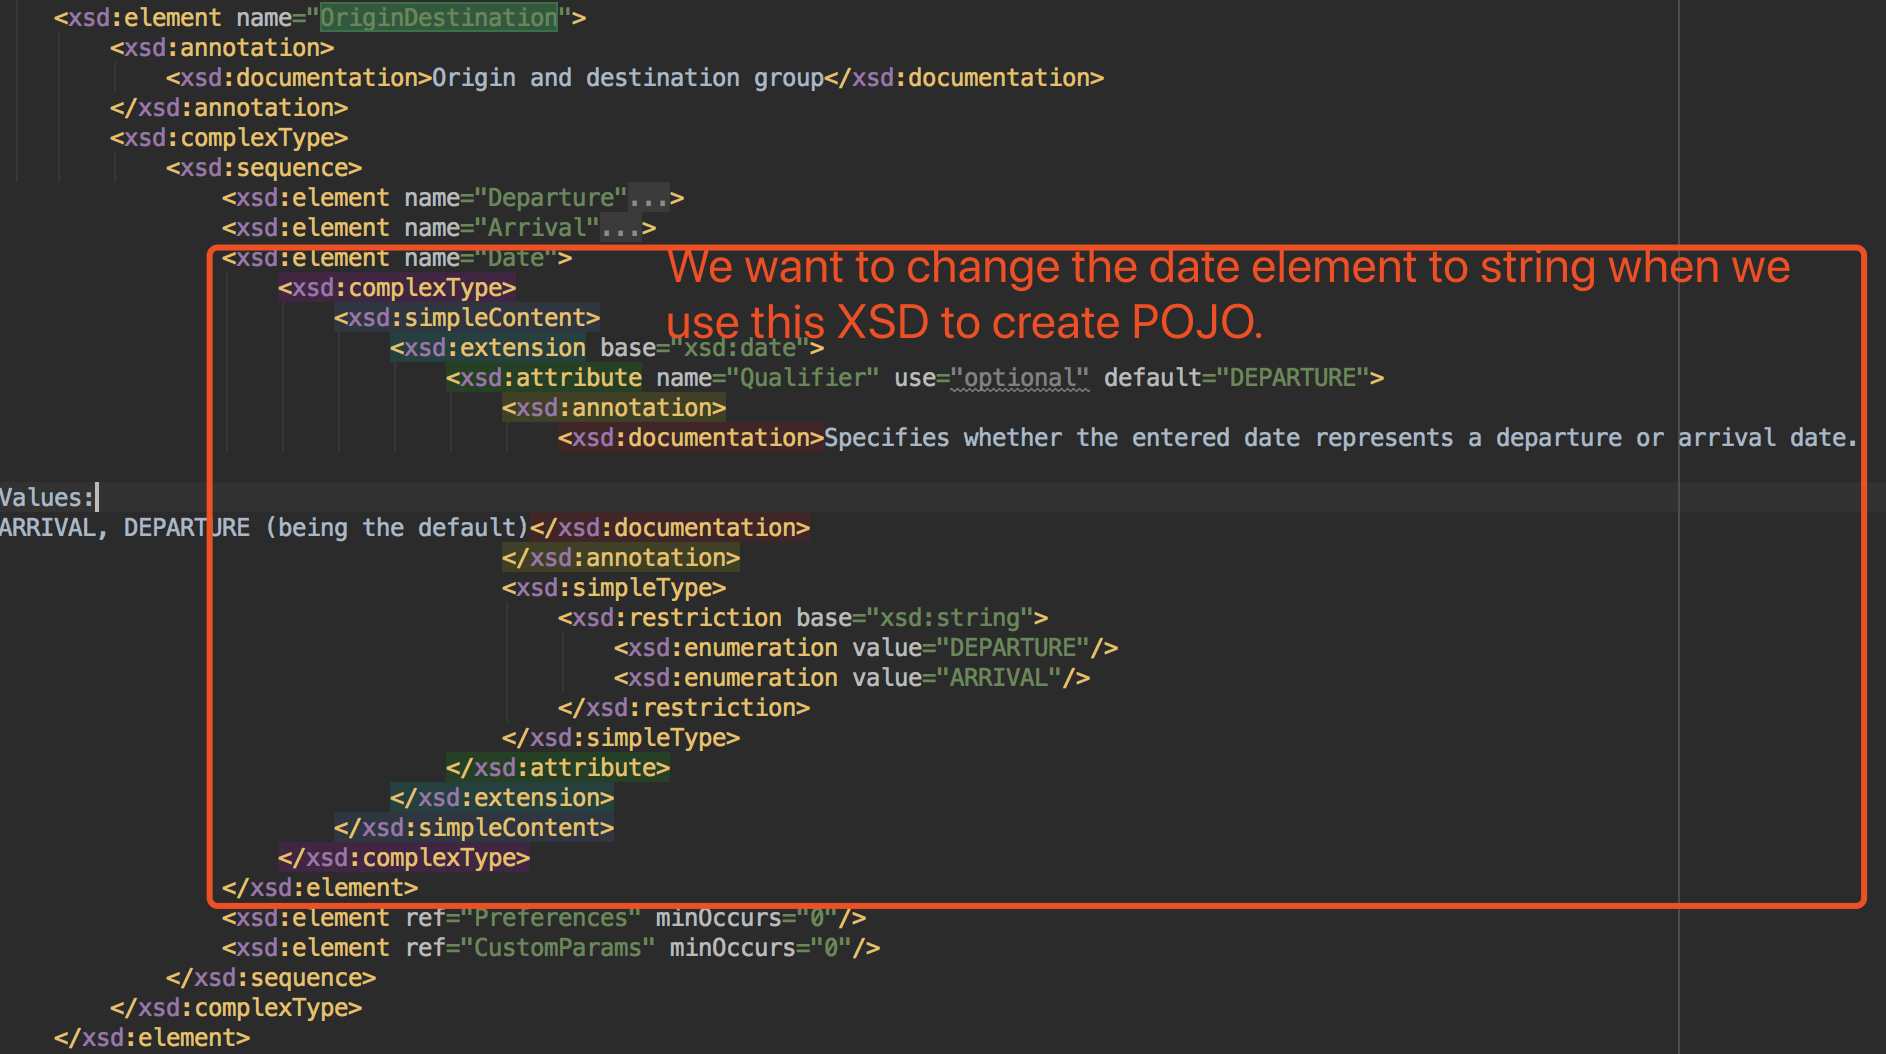 <xsd:element name="OriginDestination">
<xsd:annotation>
<xsd:documentation>Origin and destination group</xsd:documentation>
</xsd:annotation>
<xsd:complexType>
<xsd:sequence>
<xsd:element name="Departure"...>
<xsd:element name="Arrival"...>
<xsd:element name="Date">
We want to change the date element to string when we
use this XSD to create POJO.
<xsd:complexType>
<xsd:simpleContent>
<xsd:extension base="xsd:date">
<xsd:attribute name="Qualifier" use="optional" default="DEPARTURE">
<xsd:annotation>
<xsd:documentation>Specifies whether the entered date represents a departure or arrival date.
Values:
ARRIVAL, DEPARTURE (being the default)</xsd:documentation>
</xsd:annotation>
<xsd:simpleType>
<xsd:restriction base="xsd:string">
<xsd:enumeration value="DEPARTURE"/>
<xsd:enumeration value="ARRIVAL"/>
</xsd:restriction>
</xsd:simpleType>
</xsd:attribute>
</xsd:extension>
</xsd:simpleContent>
</xsd:complexType>
</xsd:element>
<xsd:element ref="Preferences" minOccurs="0"/>
<xsd:element ref="CustomParams" minOccurs="0"/>
</xsd:sequence>
</xsd:complexType>
</xsd:element>